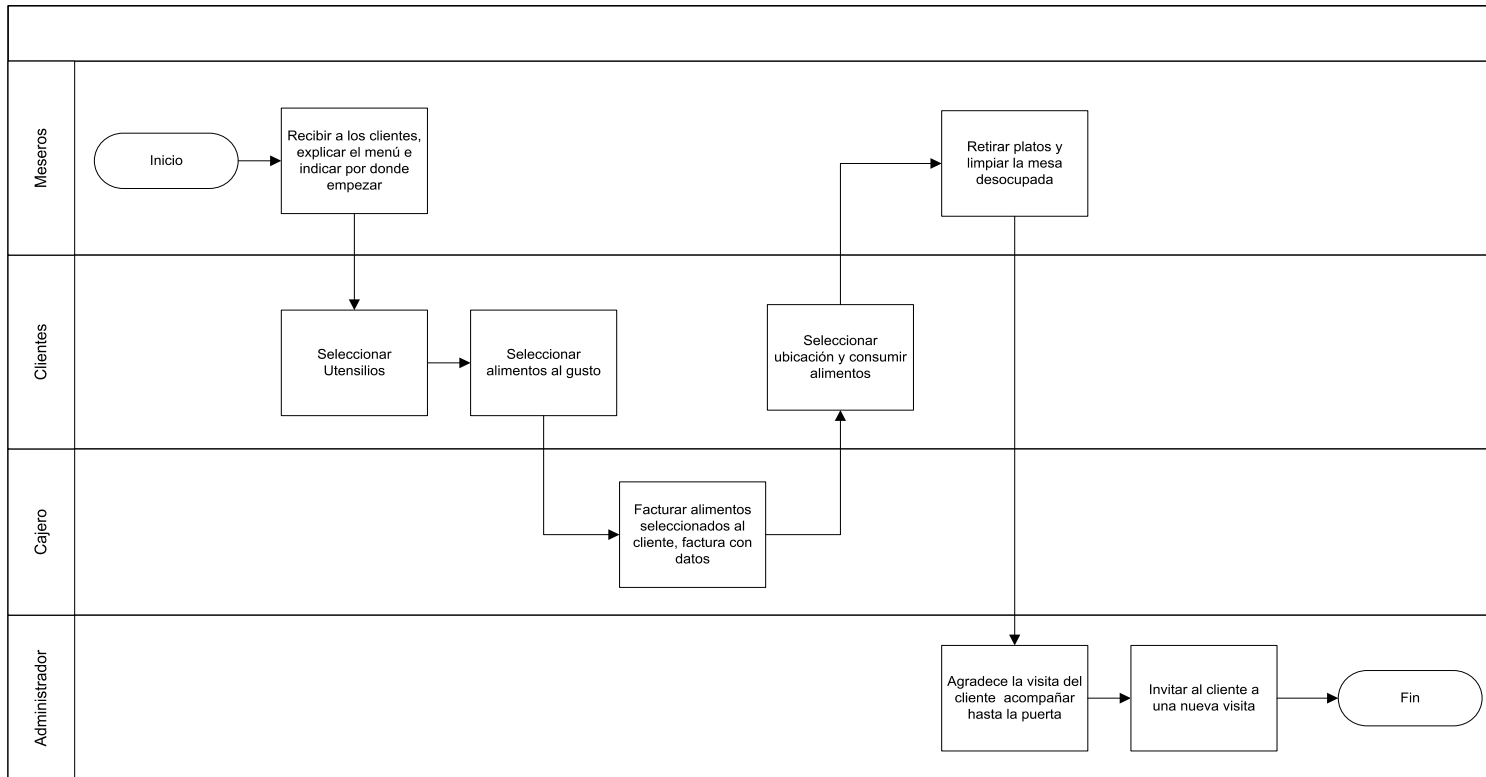 Meseros
Inicio
Recibir a los clientes,
explicar el menú e
indicar por donde
empezar
Retirar platos y
limpiar la mesa
desocupada
Clientes
Seleccionar
Utensilios
Seleccionar
alimentos al gusto
Seleccionar
ubicación y consumir
alimentos
Cajero
Facturar alimentos
seleccionados al
cliente, factura con
datos
Administrador
Agradece la visita del
cliente acompañar
hasta la puerta
Invitar al cliente a
una nueva visita
Fin